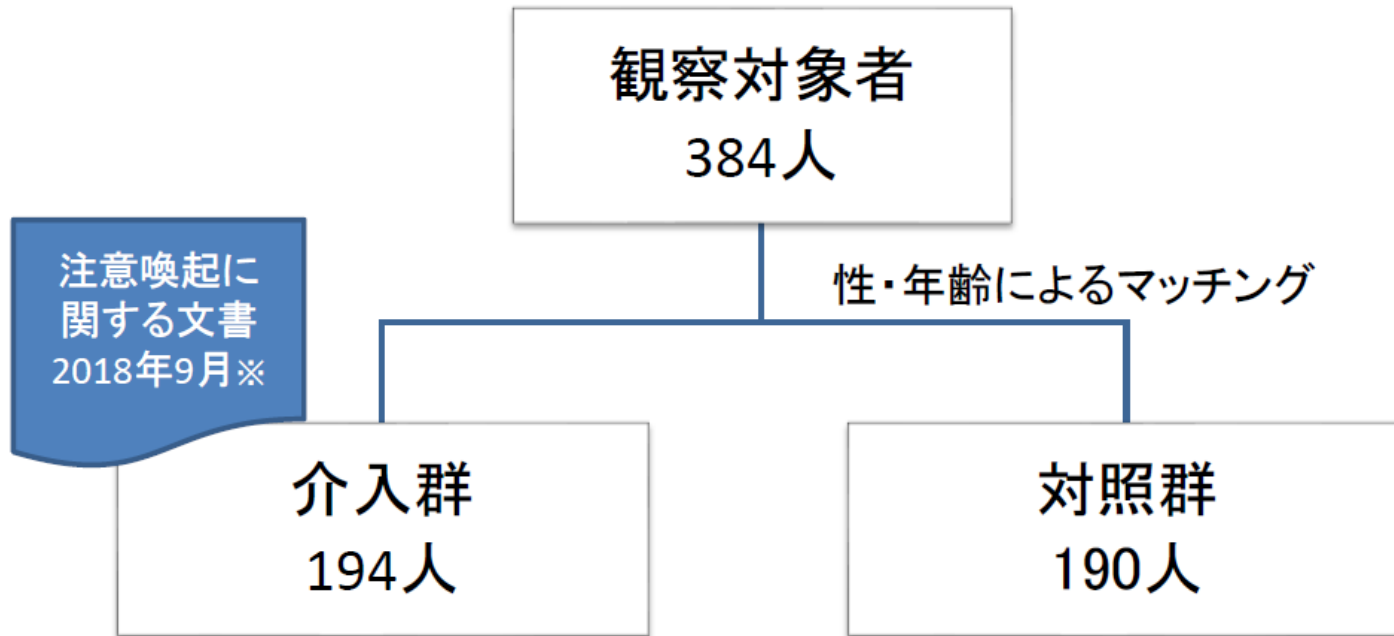 観察対象者
384人
注意喚起に
関する文書
2018年9月※
性・年齢によるマッチング
介入群
194人
対照群
190人